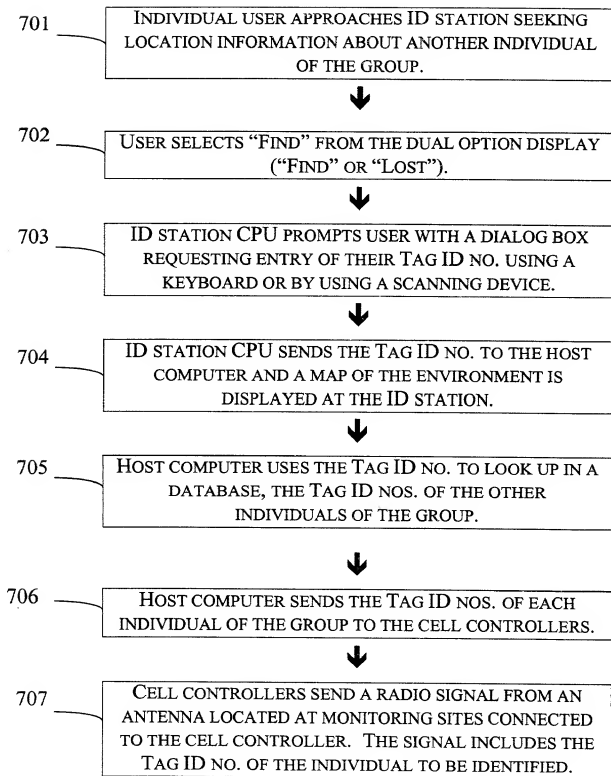 701
INDIVIDUAL USER APPROACHES ID STATION SEEKING
LOCATION INFORMATION ABOUT ANOTHER INDIVIDUAL
OF THE GROUP.
702
USER SELECTS “FIND” FROM THE DUAL OPTION DISPLAY
(“FIND” OR “LOST”).
703
ID STATION CPU PROMPTS USER WITH A DIALOG BOX
REQUESTING ENTRY OF THEIR TAG ID NO. USING A
KEYBOARD OR BY USING A SCANNING DEVICE.
704
ID STATION CPU SENDS THE TAG ID NO. TO THE HOST
COMPUTER AND A MAP OF THE ENVIRONMENT IS
DISPLAYED AT THE ID STATION.
705
HOST COMPUTER USES THE TAG ID NO. TO LOOK UP IN A
DATABASE, THE TAG ID NOS. OF THE OTHER
INDIVIDUALS OF THE GROUP.
706
HOST COMPUTER SENDS THE TAG ID NOS. OF EACH
INDIVIDUAL OF THE GROUP TO THE CELL CONTROLLERS.
707
CELL CONTROLLERS SEND A RADIO SIGNAL FROM AN
ANTENNA LOCATED AT MONITORING SITES CONNECTED
TO THE CELL CONTROLLER. THE SIGNAL INCLUDES THE
TAG ID NO. OF THE INDIVIDUAL TO BE IDENTIFIED.